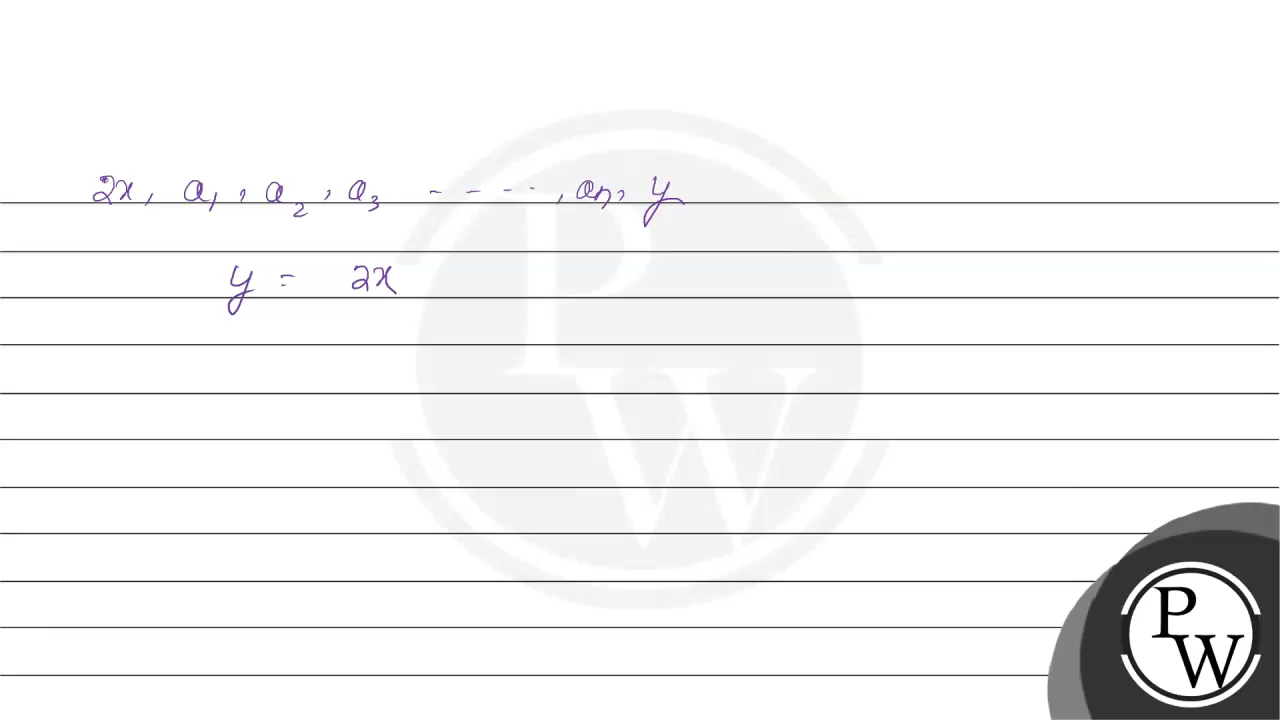 2x, a₁, a₂, a₃ - - - - -, an, y
y = 2x
P
W
P
W